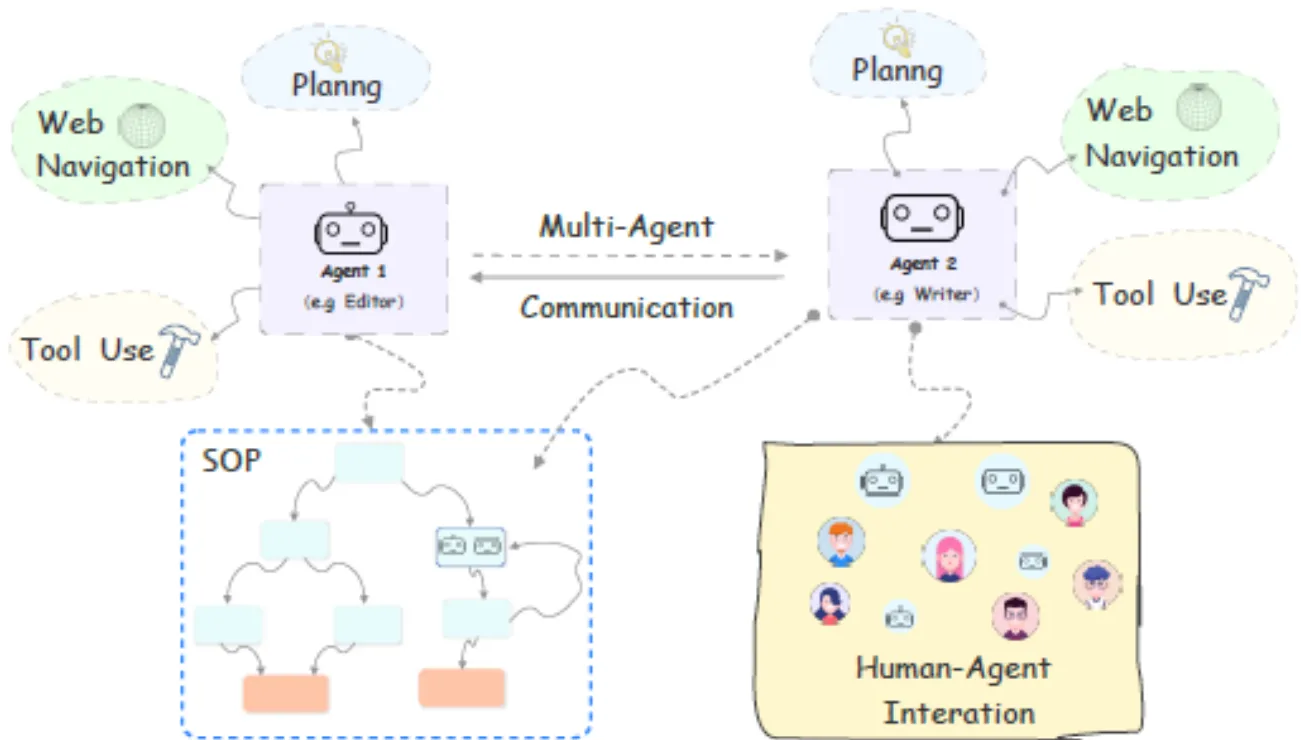 Planng
Planng
Web
Navigation
Web
Navigation
Multi-Agent
Agent 1
(e.g Editor)
Agent 2
(e.g Writer)
Communication
Tool Use
Tool Use
SOP
Human-Agent
Interation